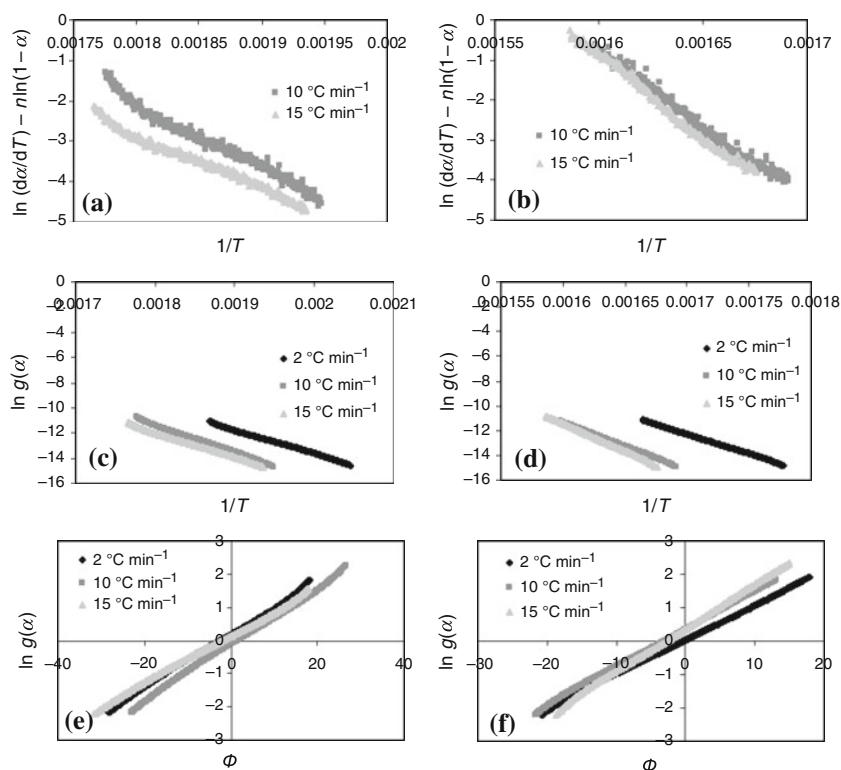 0.00175 0.0018 0.00185 0.0019 0.00195 0.002
0
−1
−2
−3
−4
−5
ln (dα/dT) − nln(1−α)
10 °C min−1
15 °C min−1
(a)
1/T
0.00155 0.0016 0.00165 0.0017
0
−1
−2
−3
−4
−5
ln (dα/dT) − nln(1−α)
10 °C min−1
15 °C min−1
(b)
1/T
0.0017 0.0018 0.0019 0.002 0.0021
0
−2
−4
−6
−8
−10
−12
−14
−16
ln g(α)
2 °C min−1
10 °C min−1
15 °C min−1
(c)
1/T
0.00155 0.0016 0.00165 0.0017 0.00175 0.0018
0
−2
−4
−6
−8
−10
−12
−14
−16
ln g(α)
2 °C min−1
10 °C min−1
15 °C min−1
(d)
1/T
3
2
1
0
−1
−2
−3
−40 −20 0 20 40
ln g(α)
2 °C min−1
10 °C min−1
15 °C min−1
(e)
Φ
3
2
1
0
−1
−2
−3
−30 −20 −10 0 10 20
ln g(α)
2 °C min−1
10 °C min−1
15 °C min−1
(f)
Φ